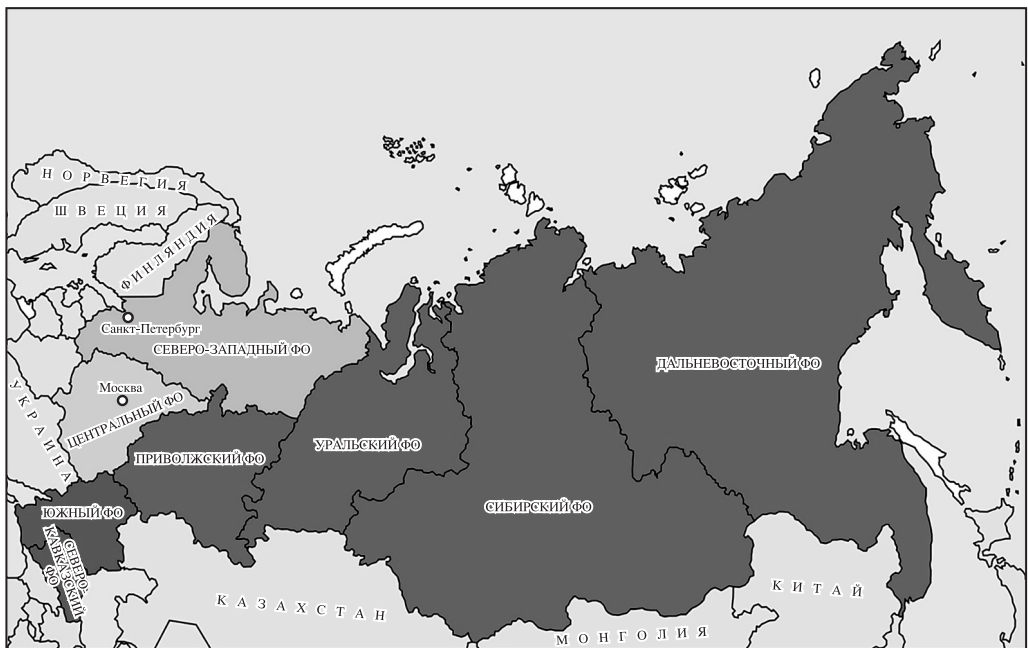 НОРВЕГИЯ
ШВЕЦИЯ
ФИНЛЯНДИЯ
Санкт-Петербург
СЕВЕРО-ЗАПАДНЫЙ ФО
ДАЛЬНЕВОСТОЧНЫЙ ФО
Москва
УКРАИНА
ЦЕНТРАЛЬНЫЙ ФО
УРАЛЬСКИЙ ФО
ПРИВОЛЖСКИЙ ФО
СИБИРСКИЙ ФО
ЮЖНЫЙ ФО
СЕВЕРО-
КАВКАЗСКИЙ
ФО
КАЗАХСТАН
КИТАЙ
МОНГОЛИЯ